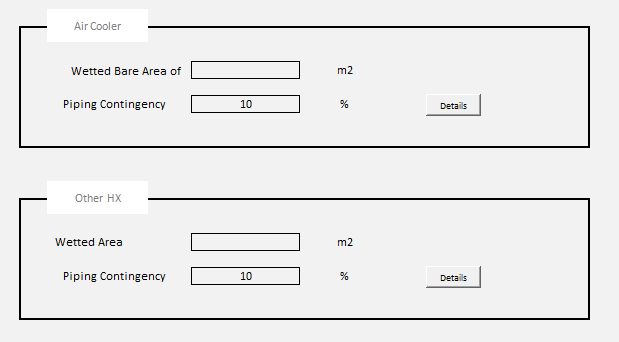 Air Cooler
Wetted Bare Area of m2
Piping Contingency 10 % Details
Other HX
Wetted Area m2
Piping Contingency 10 % Details